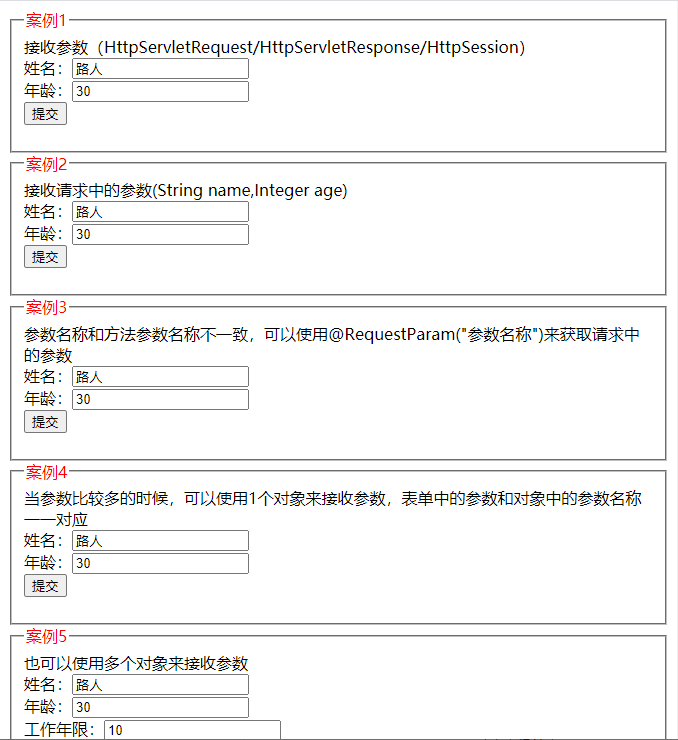 案例1
接收参数（HttpServletRequest/HttpServletResponse/HttpSession）
姓名：路人
年龄：30
提交
案例2
接收请求中的参数(String name,Integer age)
姓名：路人
年龄：30
提交
案例3
参数名称和方法参数名称不一致，可以使用@RequestParam("参数名称")来获取请求中
的参数
姓名：路人
年龄：30
提交
案例4
当参数比较多的时候，可以使用1个对象来接收参数，表单中的参数和对象中的参数名称
一一对应
姓名：路人
年龄：30
提交
案例5
也可以使用多个对象来接收参数
姓名：路人
年龄：30
工作年限：10